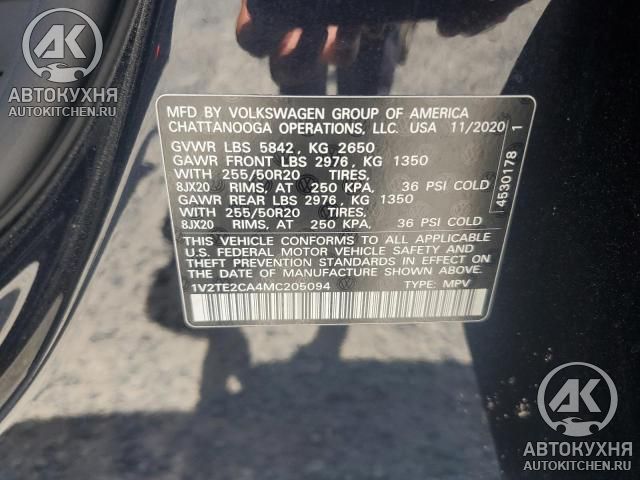 AK
АВТОКУХНЯ
AUTOKITCHEN.RU
MFD BY VOLKSWAGEN GROUP OF AMERICA
CHATTANOOGA OPERATIONS, LLC. USA 11/2020
GVWR LBS 5842, KG 2650
GAWR FRONT LBS 2976, KG 1350
WITH 255/50R20 TIRES,
8JX20 RIMS, AT 250 KPA, 36 PSI COLD
GAWR REAR LBS 2976, KG 1350
WITH 255/50R20 TIRES,
8JX20 RIMS, AT 250 KPA, 36 PSI COLD
THIS VEHICLE CONFORMS TO ALL APPLICABLE
U.S. FEDERAL MOTOR VEHICLE SAFETY AND
THEFT PREVENTION STANDARDS IN EFFECT ON
THE DATE OF MANUFACTURE SHOWN ABOVE.
1V2TE2CA4MC205094 TYPE: MPV
4630178 1
AK
АВТОКУХНЯ
AUTOKITCHEN.RU